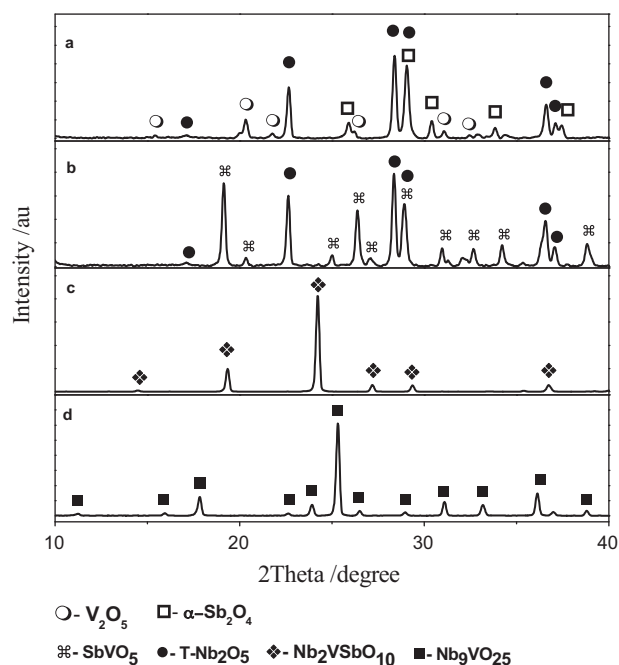 a
b
c
d
Intensity /au
10 20 30 40
2Theta /degree
○- V₂O₅ □- α–Sb₂O₄
⌘- SbVO₅ ●- T-Nb₂O₅ ❖- Nb₂VSbO₁₀ ■- Nb₉VO₂₅